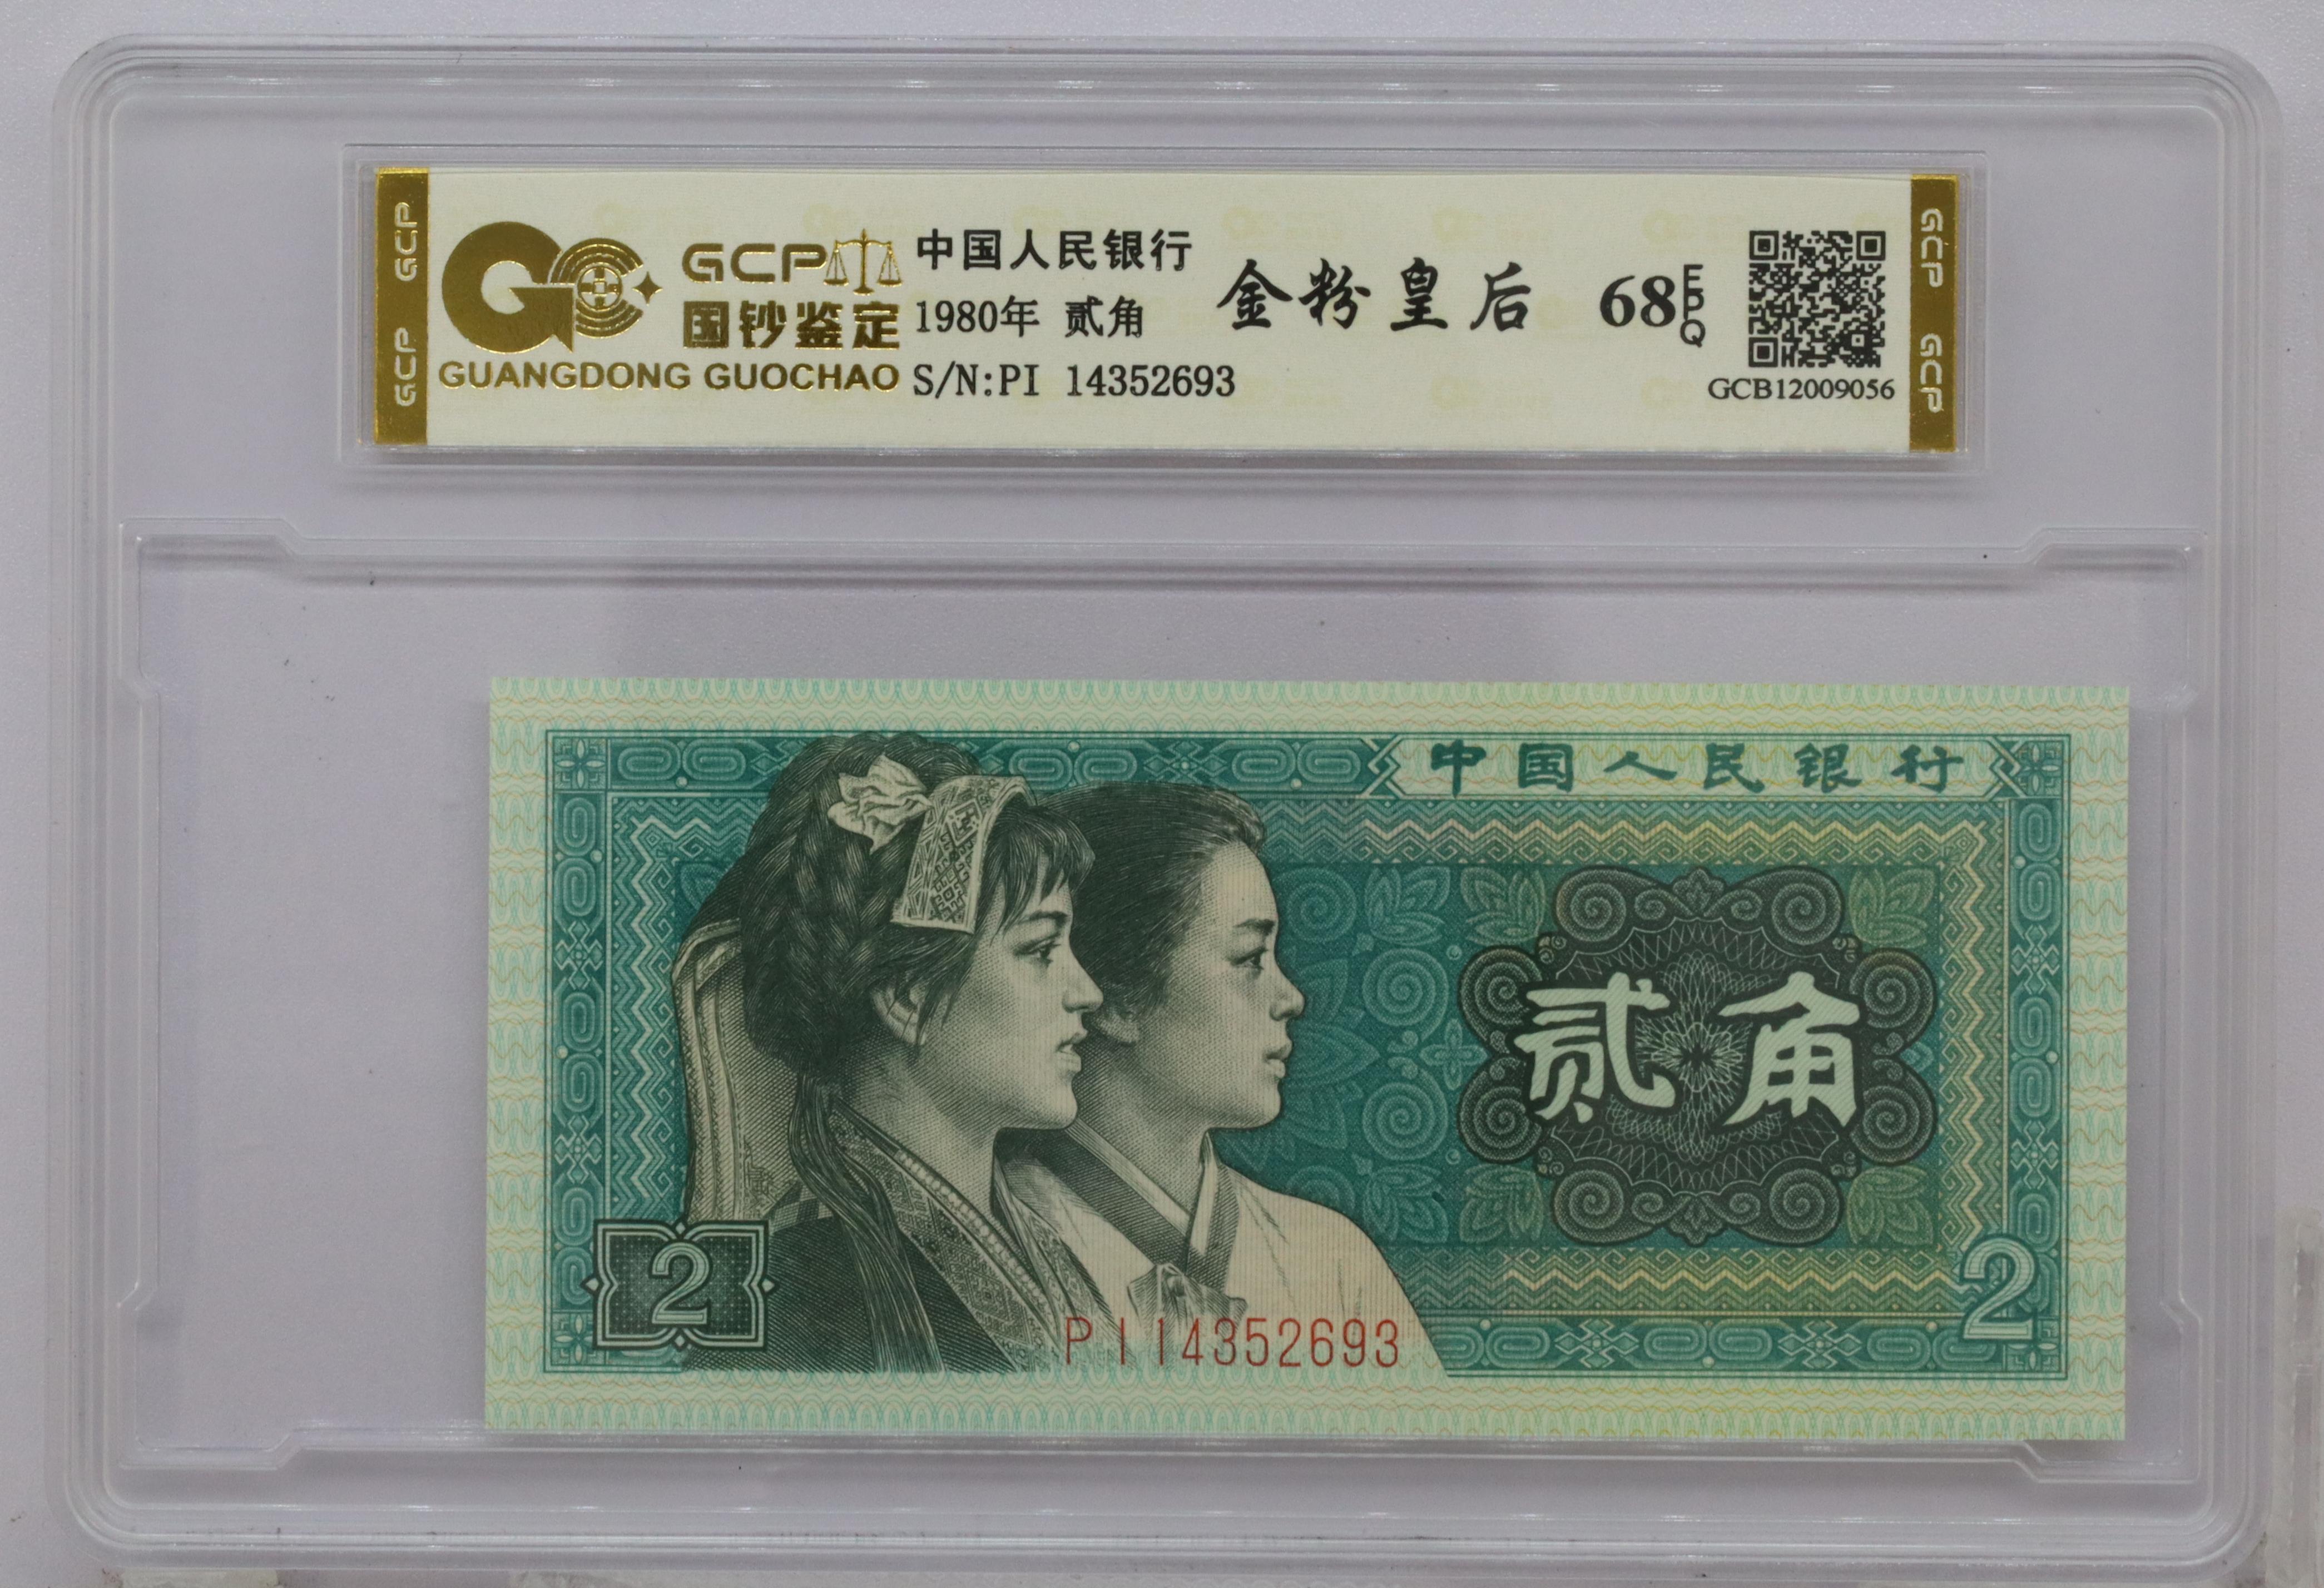 GCP GCP
GCP
国钞鉴定
GUANGDONG GUOCHAO
中国人民银行
1980年 贰角
S/N:PI 14352693
金粉皇后
68 EPQ
GCB12009056
GCP GCP
中国人民银行
贰角
2
2
PI 14352693